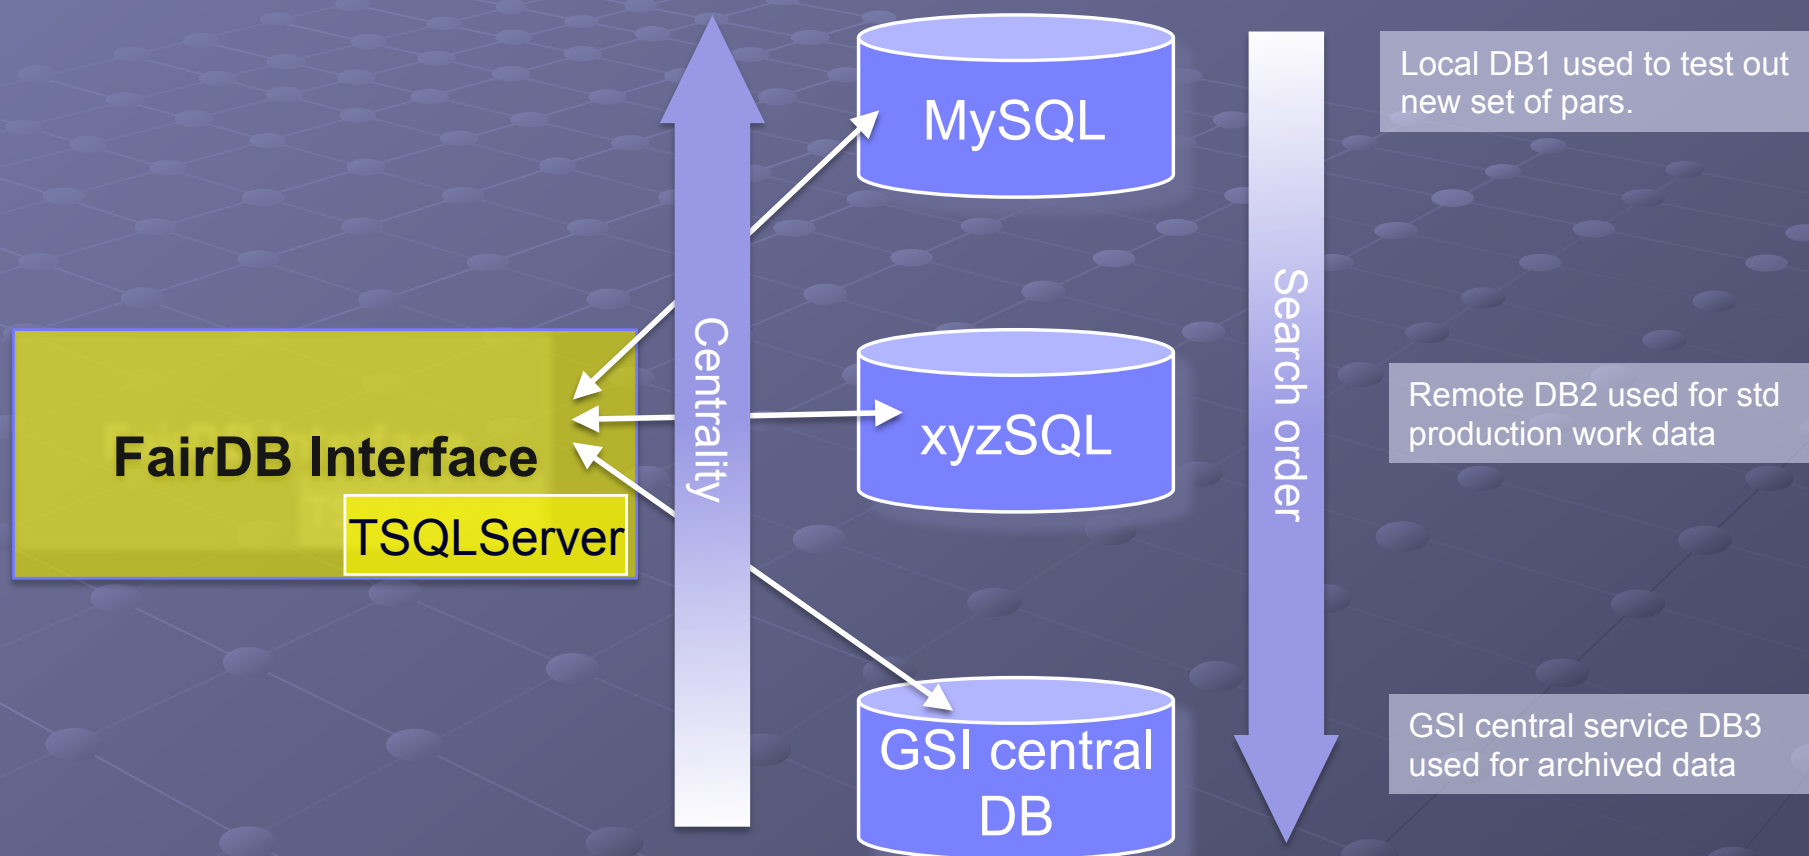 MySQL
Local DB1 used to test out
new set of pars.
Centrality
Search order
FairDB Interface
TSQLServer
xyzSQL
Remote DB2 used for std
production work data
GSI central
DB
GSI central service DB3
used for archived data